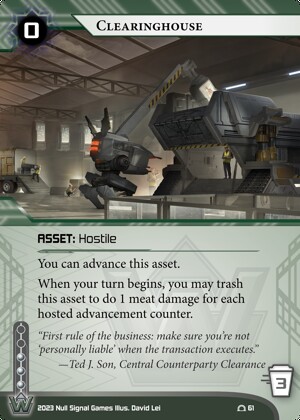 0
Clearinghouse
ASSET: Hostile
You can advance this asset.
When your turn begins, you may trash
this asset to do 1 meat damage for each
hosted advancement counter.
“First rule of the business: make sure you’re not
‘personally liable’ when the transaction executes.”
—Ted J. Son, Central Counterparty Clearance
3
2023 Null Signal Games Illus. David Lei
61